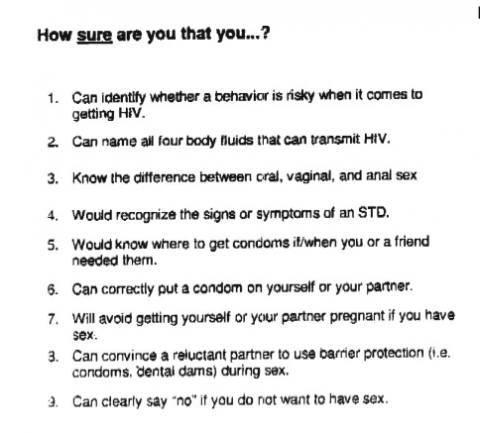 How sure are you that you...?
1. Can identify whether a behavior is risky when it comes to
getting HIV.
2. Can name all four body fluids that can transmit HIV.
3. Know the difference between oral, vaginal, and anal sex
4. Would recognize the signs or symptoms of an STD.
5. Would know where to get condoms if/when you or a friend
needed them.
6. Can correctly put a condom on yourself or your partner.
7. Will avoid getting yourself or your partner pregnant if you have
sex.
8. Can convince a reluctant partner to use barrier protection (i.e.
condoms, dental dams) during sex.
9. Can clearly say "no" if you do not want to have sex.